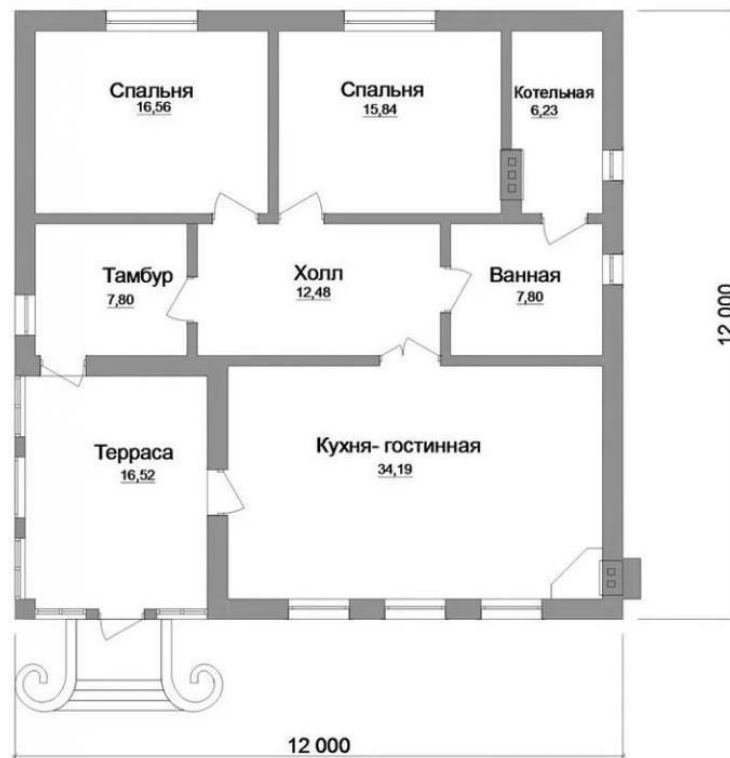 Спальня
16,56
Спальня
15,84
Котельная
6,23
Тамбур
7,80
Холл
12,48
Ванная
7,80
12 000
Терраса
16,52
Кухня- гостинная
34,19
12 000